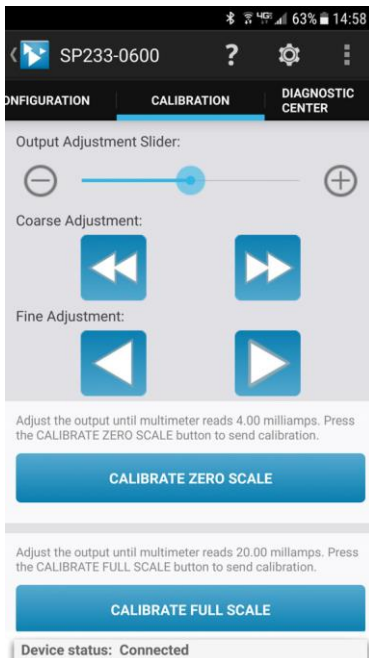 4G 63% 14:58
SP233-0600 ?
ONFIGURATION CALIBRATION DIAGNOSTIC
CENTER
Output Adjustment Slider:
Coarse Adjustment:
Fine Adjustment:
Adjust the output until multimeter reads 4.00 milliamps. Press
the CALIBRATE ZERO SCALE button to send calibration.
CALIBRATE ZERO SCALE
Adjust the output until multimeter reads 20.00 millamps. Press
the CALIBRATE FULL SCALE button to send calibration.
CALIBRATE FULL SCALE
Device status: Connected